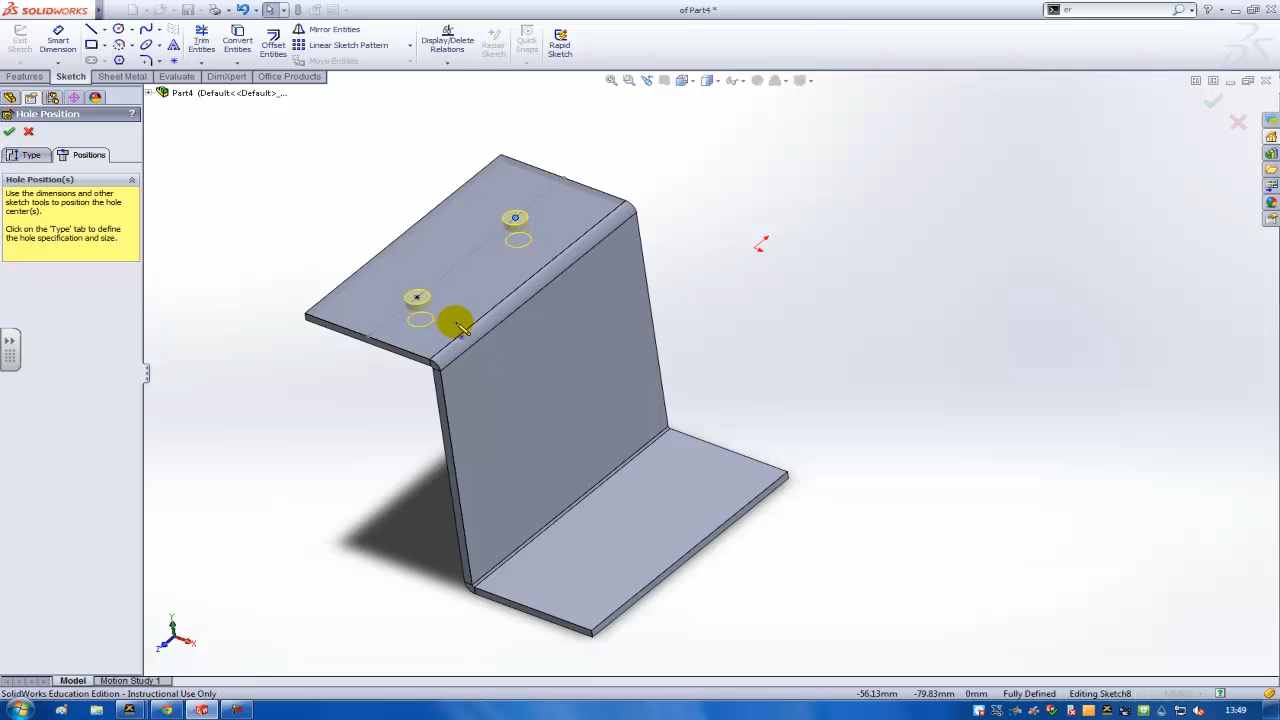 SOLIDWORKS
of Part4 *
er
Exit Sketch
Smart Dimension
Trim Entities
Convert Entities
Offset Entities
Mirror Entities
Linear Sketch Pattern
Move Entities
Display/Delete Relations
Repair Sketch
Quick Snaps
Rapid Sketch
Features
Sketch
Sheet Metal
Evaluate
DimXpert
Office Products
Part4 (Default<<Default>_...
Hole Position
?
Type
Positions
Hole Position(s)
Use the dimensions and other
sketch tools to position the hole
center(s).
Click on the 'Type' tab to define
the hole specification and size.
Y
X
Z
Model
Motion Study 1
SolidWorks Education Edition - Instructional Use Only
-56.13mm
-79.83mm
0mm
Fully Defined
Editing Sketch8
MMGS
?
13:49